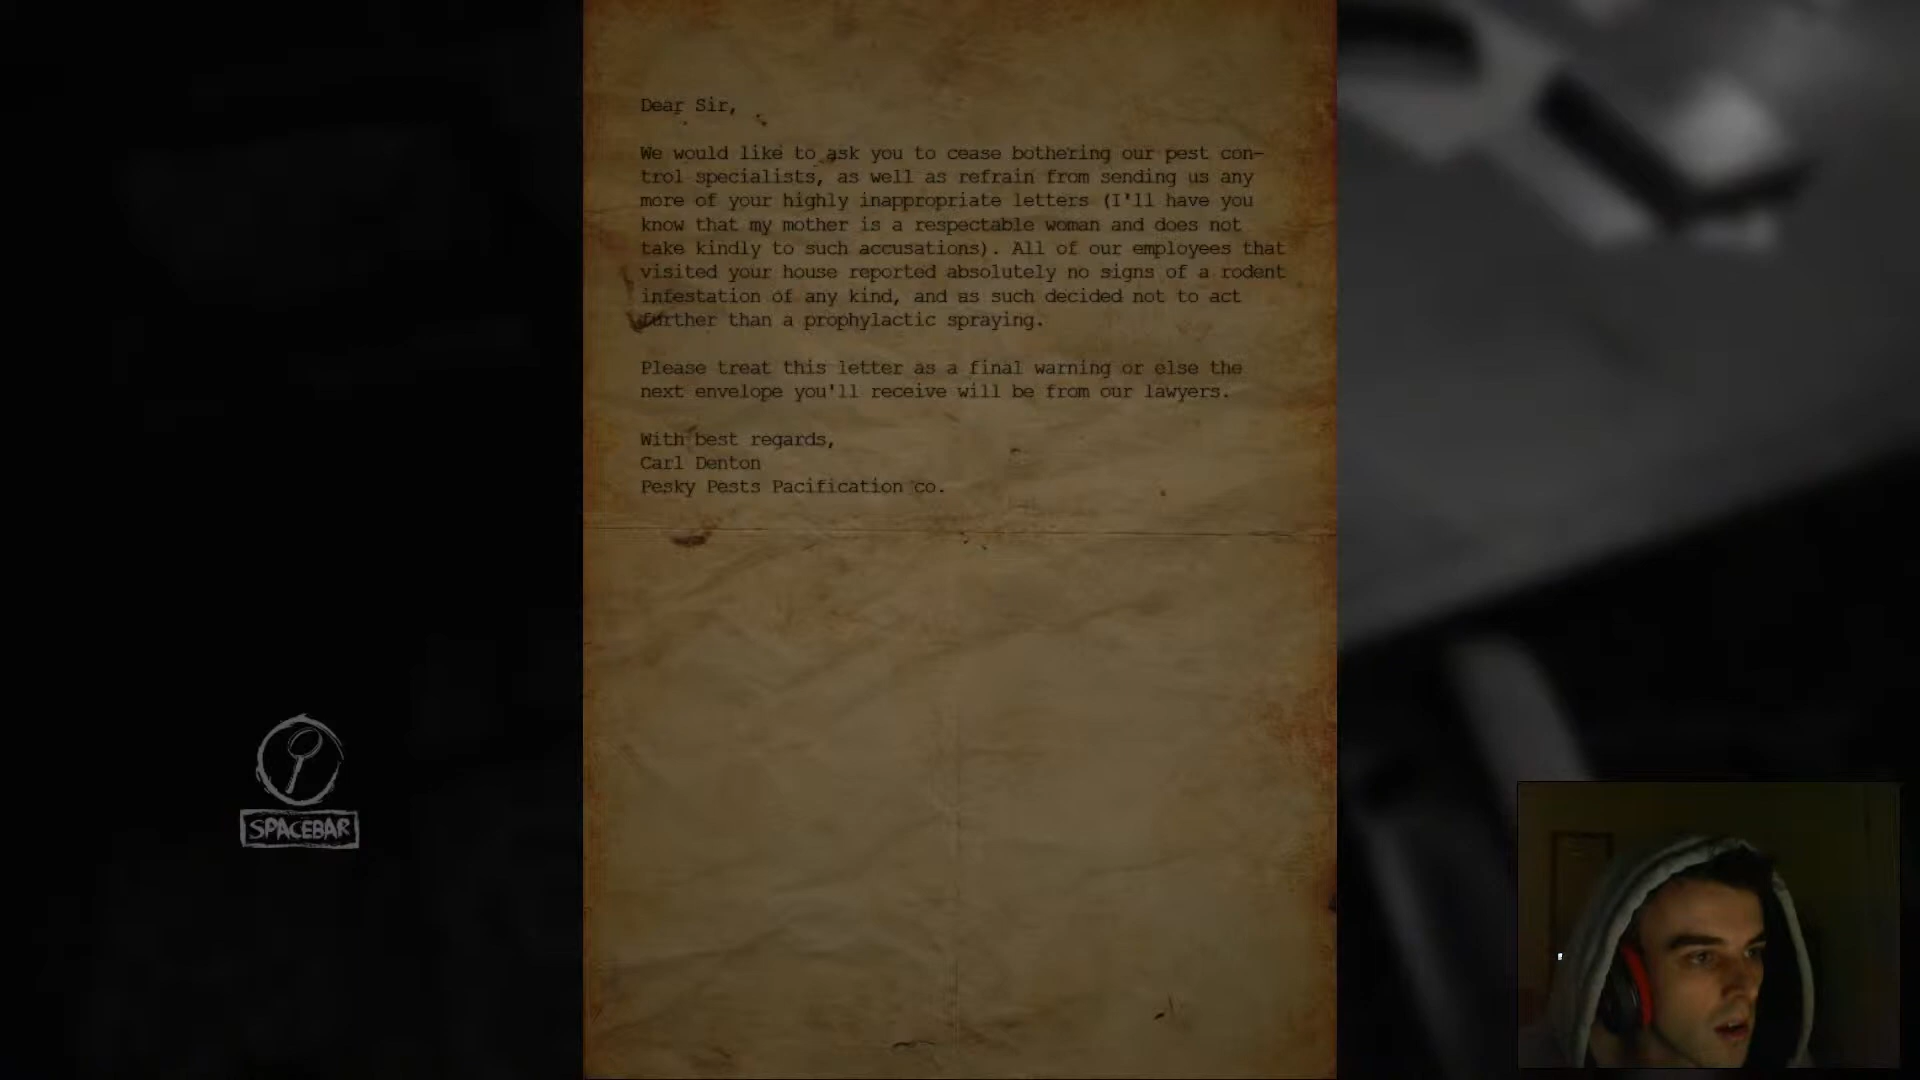 Dear Sir,
We would like to ask you to cease bothering our pest con-
trol specialists, as well as refrain from sending us any
more of your highly inappropriate letters (I'll have you
know that my mother is a respectable woman and does not
take kindly to such accusations). All of our employees that
visited your house reported absolutely no signs of a rodent
infestation of any kind, and as such decided not to act
further than a prophylactic spraying.
Please treat this letter as a final warning or else the
next envelope you'll receive will be from our lawyers.
With best regards,
Carl Denton
Pesky Pests Pacification co.
SPACEBAR